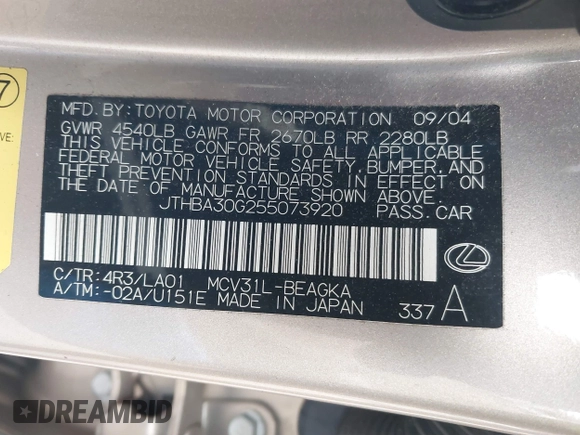 7
VE:
MFD.BY:TOYOTA MOTOR CORPORATION 09/04
GVWR 4540LB GAWR FR 2670LB RR 2280LB
THIS VEHICLE CONFORMS TO ALL APPLICABLE
FEDERAL MOTOR VEHICLE SAFETY,BUMPER,AND
THEFT PREVENTION STANDARDS IN EFFECT ON
THE DATE OF MANUFACTURE SHOWN ABOVE.
JTHBA30G255073920 PASS.CAR
C/TR:4R3/LA01 MCV31L-BEAGKA
A/TM:-02A/U151E MADE IN JAPAN 337 A
DREAMBID